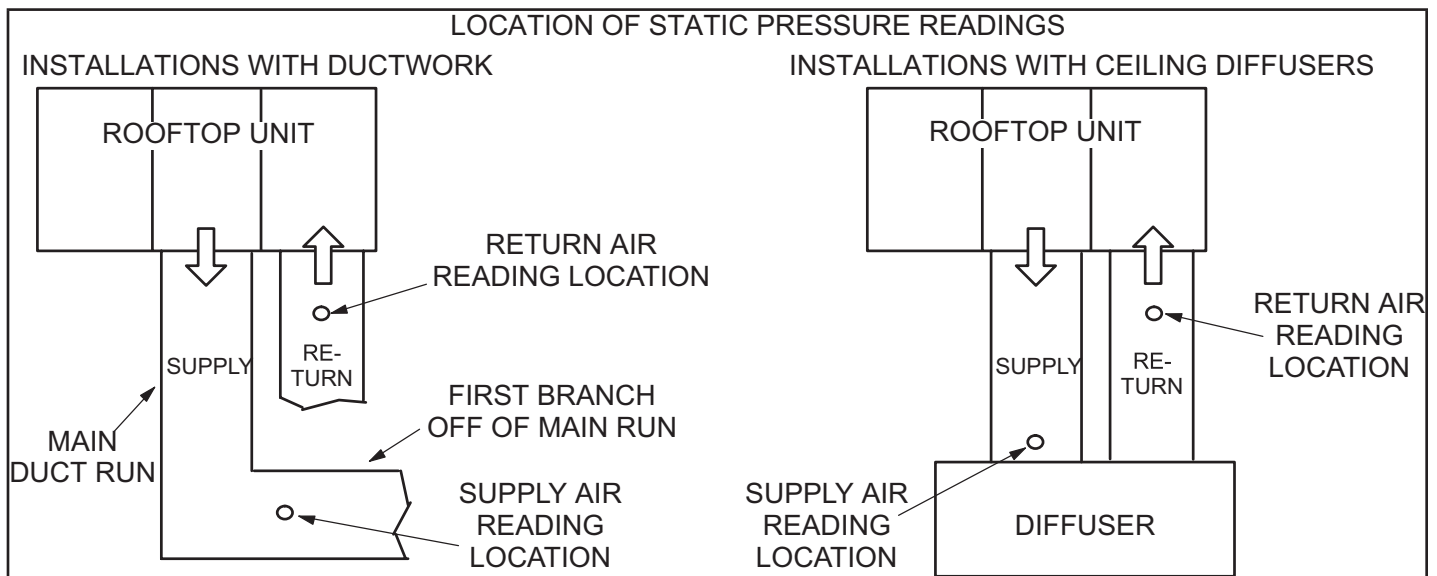 LOCATION OF STATIC PRESSURE READINGS
INSTALLATIONS WITH DUCTWORK
ROOFTOP UNIT
RETURN AIR
READING LOCATION
SUPPLY
RE-
TURN
FIRST BRANCH
OFF OF MAIN RUN
MAIN
DUCT RUN
SUPPLY AIR
READING
LOCATION
INSTALLATIONS WITH CEILING DIFFUSERS
ROOFTOP UNIT
RETURN AIR
READING
LOCATION
SUPPLY
RE-
TURN
SUPPLY AIR
READING
LOCATION
DIFFUSER